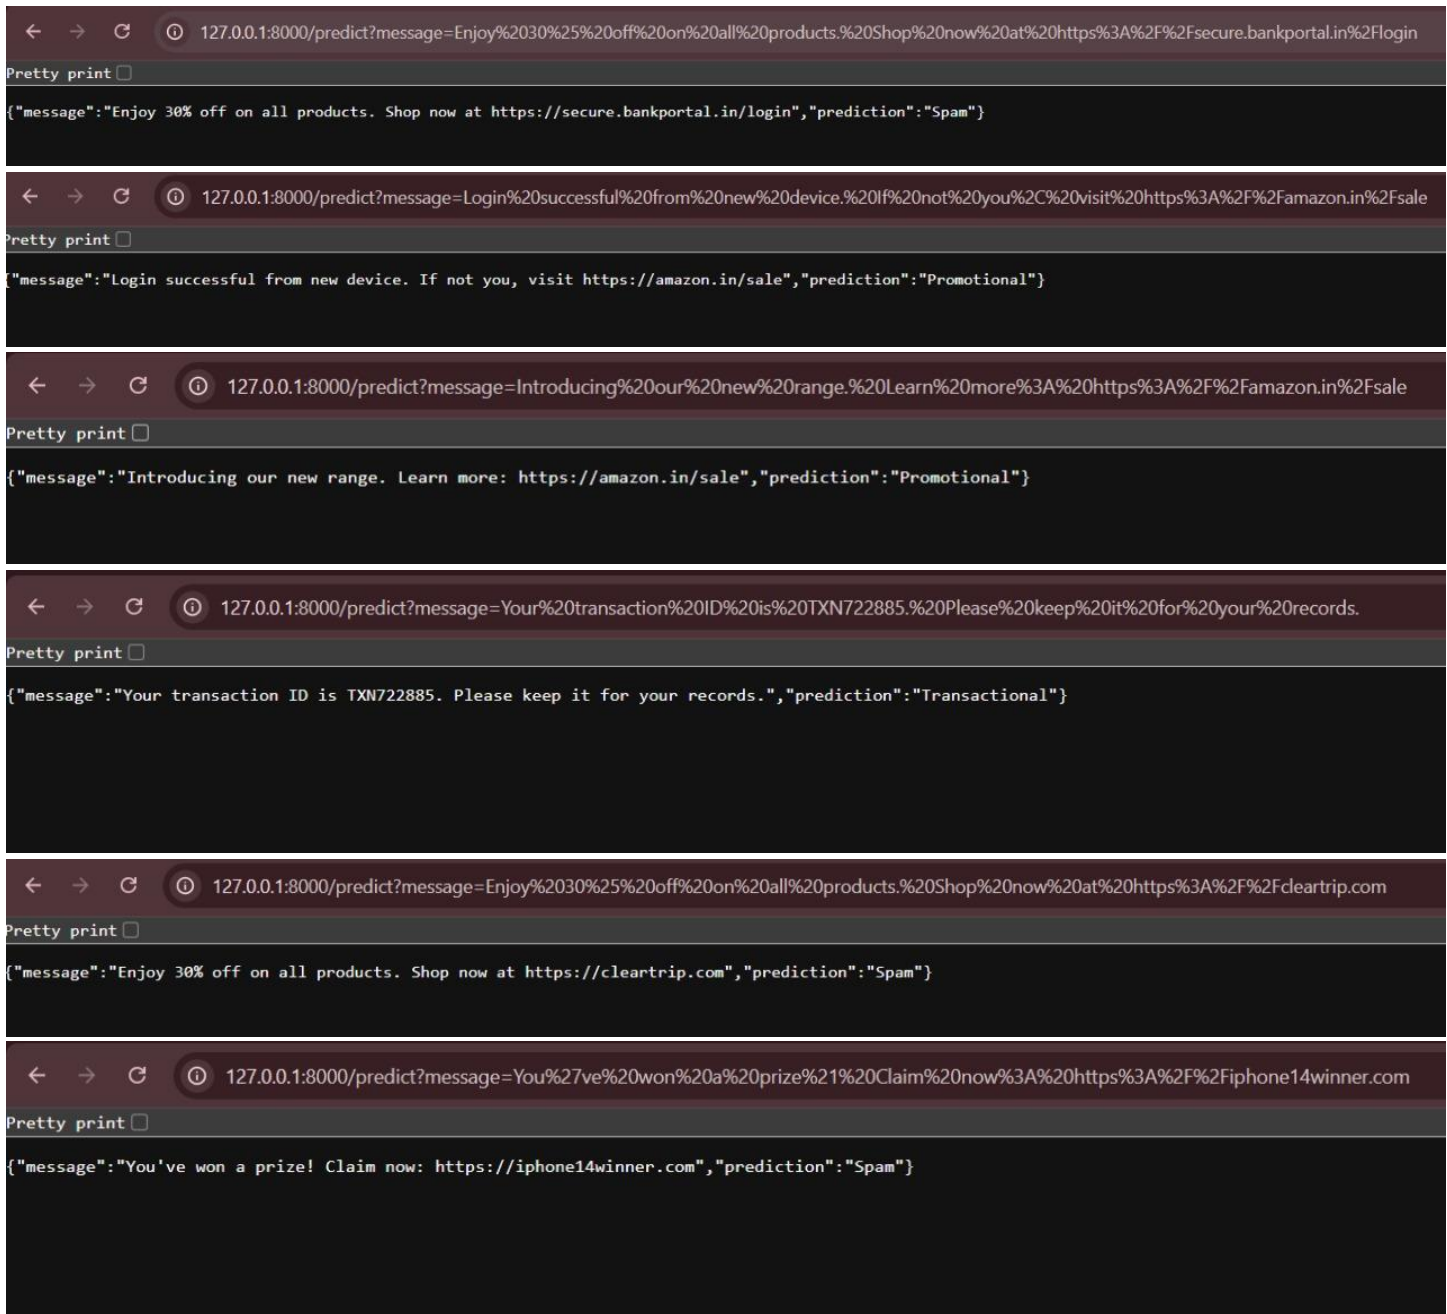 127.0.0.1:8000/predict?message=Enjoy%2030%25%20off%20on%20all%20products.%20Shop%20now%20at%20https%3A%2F%2Fsecure.bankportal.in%2Flogin
Pretty print
{"message":"Enjoy 30% off on all products. Shop now at https://secure.bankportal.in/login","prediction":"Spam"}
127.0.0.1:8000/predict?message=Login%20successful%20from%20new%20device.%20If%20not%20you%2C%20visit%20https%3A%2F%2Famazon.in%2Fsale
Pretty print
{"message":"Login successful from new device. If not you, visit https://amazon.in/sale","prediction":"Promotional"}
127.0.0.1:8000/predict?message=Introducing%20our%20new%20range.%20Learn%20more%3A%20https%3A%2F%2Famazon.in%2Fsale
Pretty print
{"message":"Introducing our new range. Learn more: https://amazon.in/sale","prediction":"Promotional"}
127.0.0.1:8000/predict?message=Your%20transaction%20ID%20is%20TXN722885.%20Please%20keep%20it%20for%20your%20records.
Pretty print
{"message":"Your transaction ID is TXN722885. Please keep it for your records.","prediction":"Transactional"}
127.0.0.1:8000/predict?message=Enjoy%2030%25%20off%20on%20all%20products.%20Shop%20now%20at%20https%3A%2F%2Fcleartrip.com
Pretty print
{"message":"Enjoy 30% off on all products. Shop now at https://cleartrip.com","prediction":"Spam"}
127.0.0.1:8000/predict?message=You%27ve%20won%20a%20prize%21%20Claim%20now%3A%20https%3A%2F%2Fiphone14winner.com
Pretty print
{"message":"You've won a prize! Claim now: https://iphone14winner.com","prediction":"Spam"}